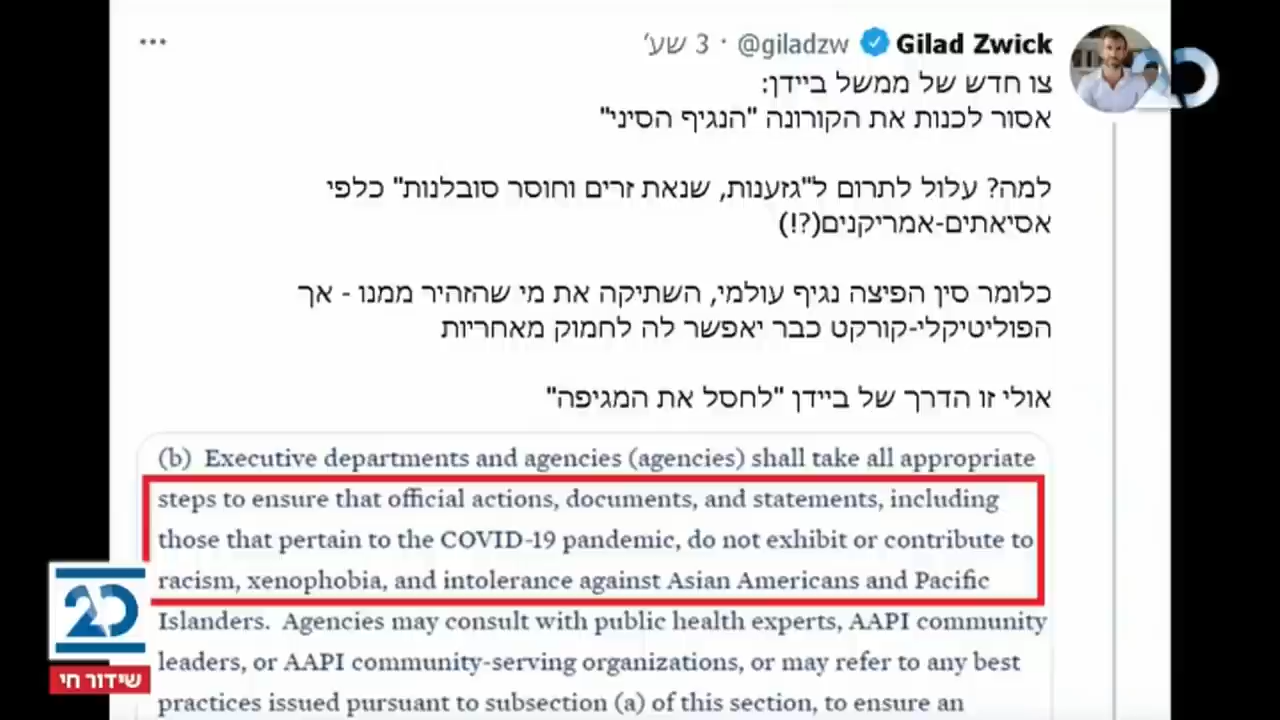 Gilad Zwick @giladzw · 3 שע׳
צו חדש של ממשל ביידן:
אסור לכנות את הקורונה "הנגיף הסיני"
למה? עלול לתרום ל"גזענות, שנאת זרים וחוסר סובלנות" כלפי
אסיאתים-אמריקנים(?!)
כלומר סין הפיצה נגיף עולמי, השתיקה את מי שהזהיר ממנו - אך
הפוליטיקלי-קורקט כבר יאפשר לה לחמוק מאחריות
אולי זו הדרך של ביידן "לחסל את המגיפה"
(b) Executive departments and agencies (agencies) shall take all appropriate
steps to ensure that official actions, documents, and statements, including
those that pertain to the COVID-19 pandemic, do not exhibit or contribute to
racism, xenophobia, and intolerance against Asian Americans and Pacific
Islanders. Agencies may consult with public health experts, AAPI community
leaders, or AAPI community-serving organizations, or may refer to any best
practices issued pursuant to subsection (a) of this section, to ensure an
20
20
שידור חי